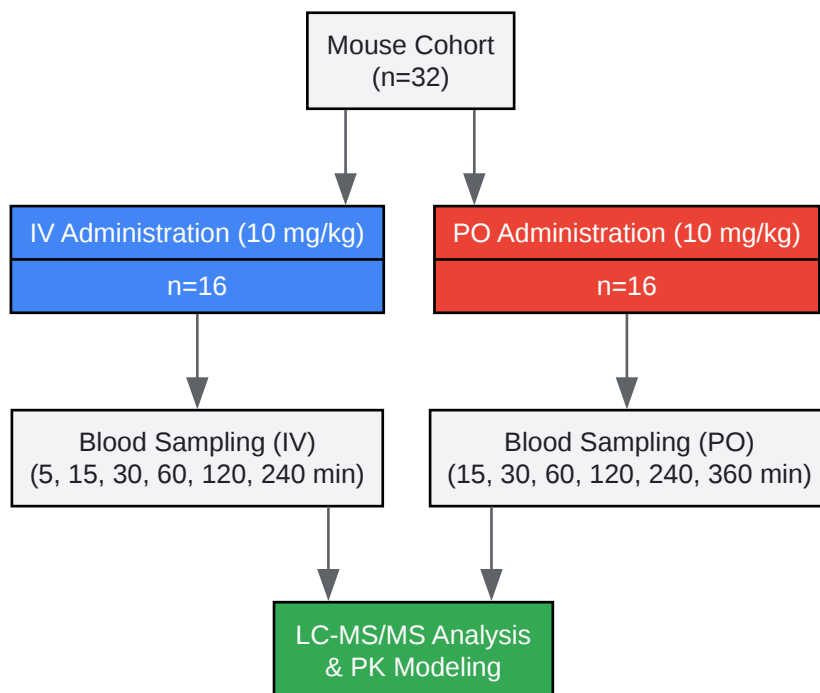 Mouse Cohort
(n=32)
IV Administration (10 mg/kg)
PO Administration (10 mg/kg)
n=16
n=16
Blood Sampling (IV)
(5, 15, 30, 60, 120, 240 min)
Blood Sampling (PO)
(15, 30, 60, 120, 240, 360 min)
LC-MS/MS Analysis
& PK Modeling